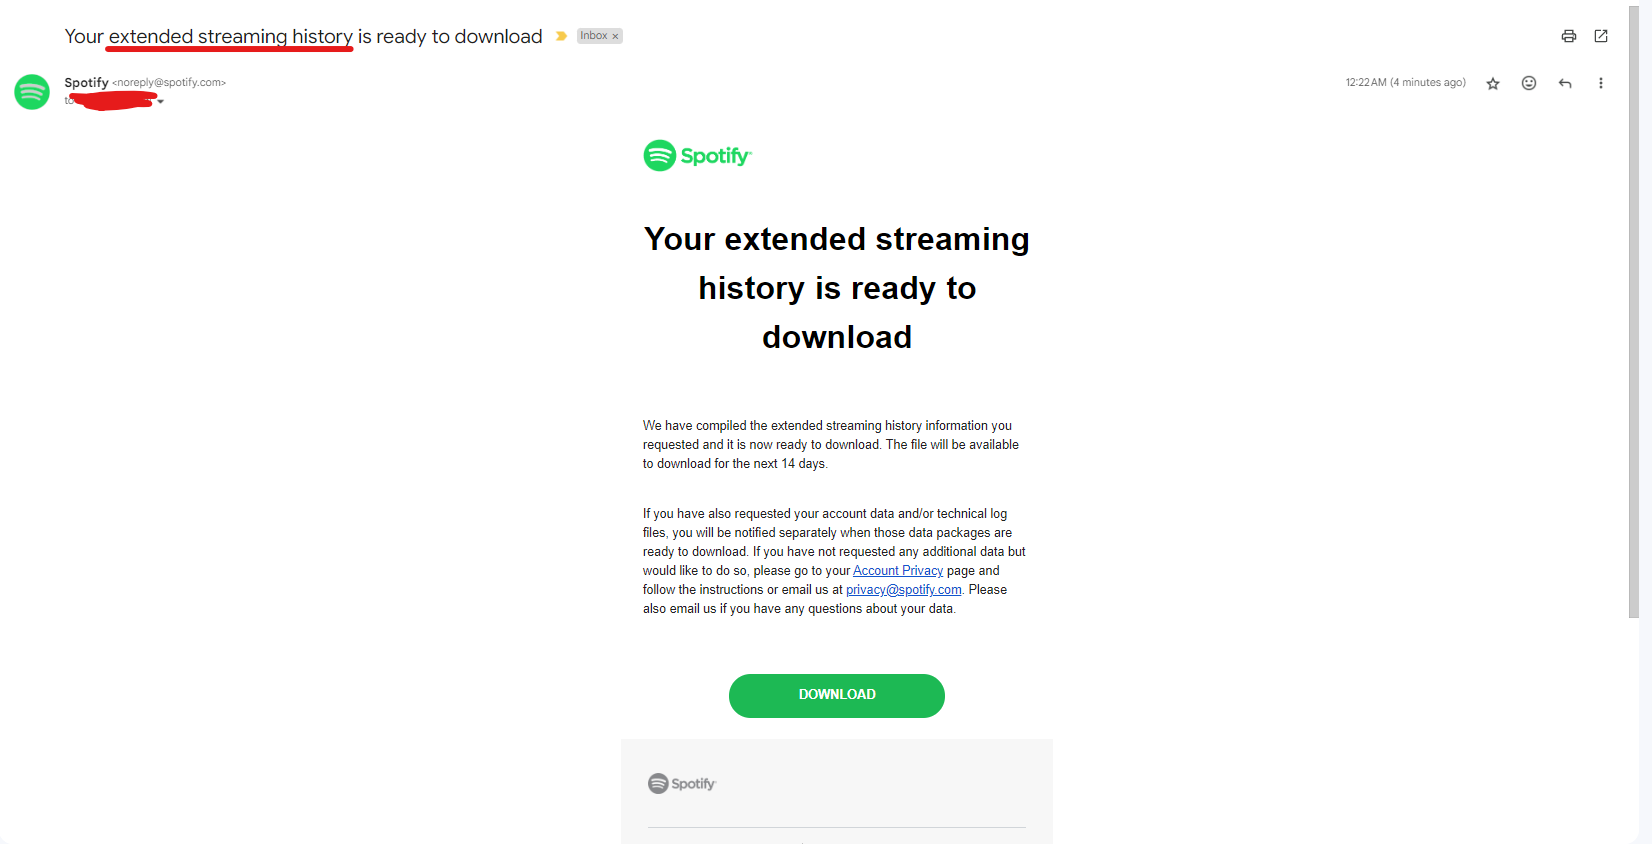 Your extended streaming history is ready to download
Inbox x
Spotify <noreply@spotify.com>
12:22 AM (4 minutes ago)
to
Spotify
Your extended streaming
history is ready to
download
We have compiled the extended streaming history information you
requested and it is now ready to download. The file will be available
to download for the next 14 days.
If you have also requested your account data and/or technical log
files, you will be notified separately when those data packages are
ready to download. If you have not requested any additional data but
would like to do so, please go to your Account Privacy page and
follow the instructions or email us at privacy@spotify.com. Please
also email us if you have any questions about your data.
DOWNLOAD
Spotify